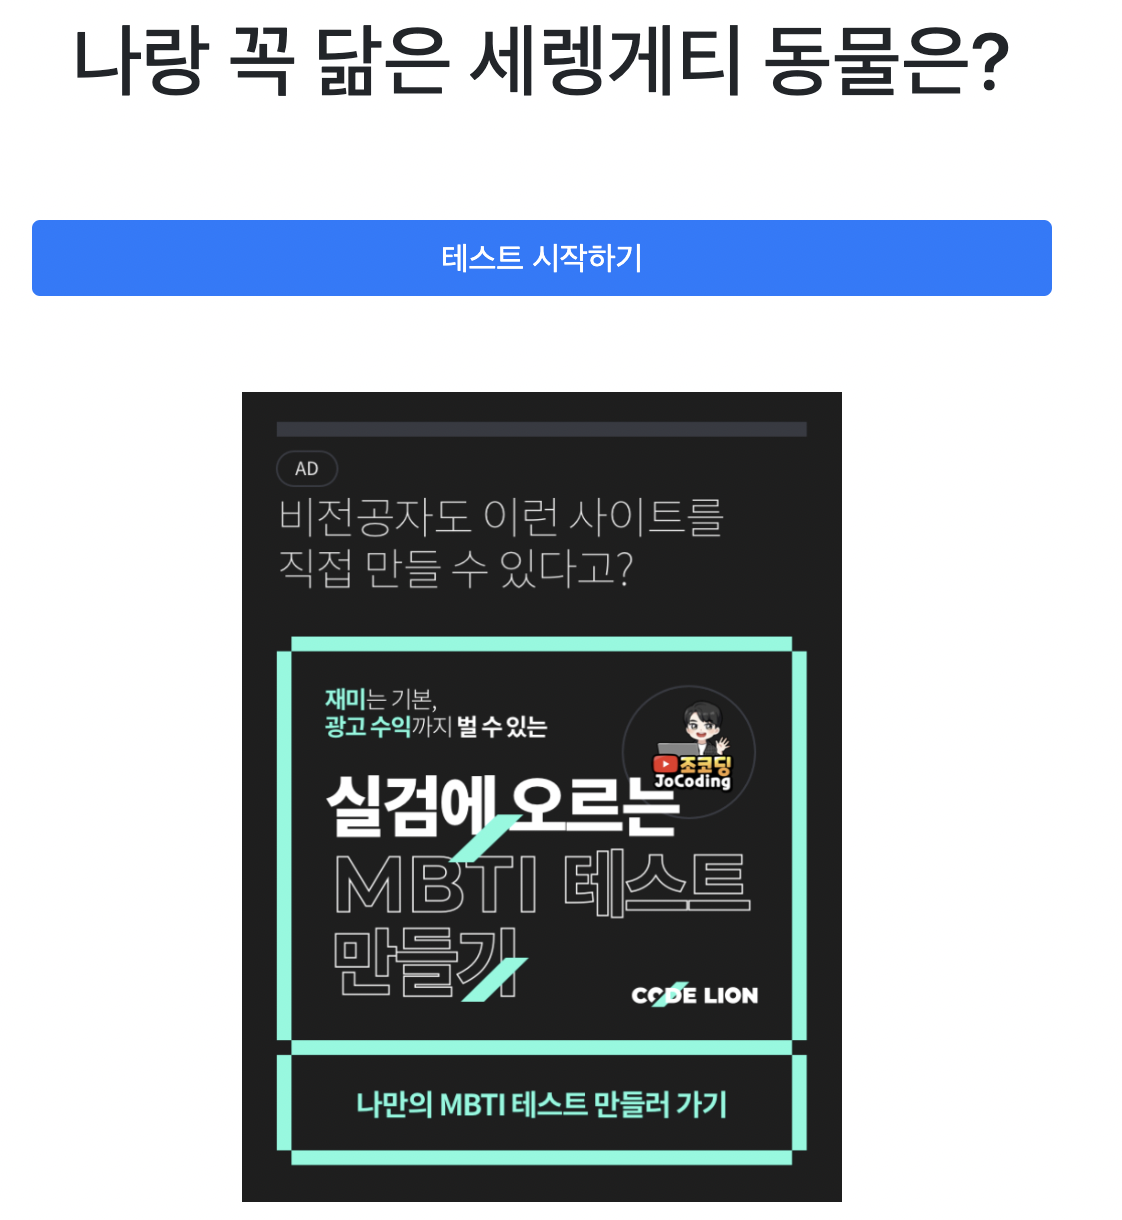 나랑 꼭 닮은 세렝게티 동물은?
테스트 시작하기
AD
비전공자도 이런 사이트를
직접 만들 수 있다고?
재미는 기본,
광고 수익까지 벌 수 있는
조코딩
JoCoding
실검에 오르는
MBTI 테스트
만들기
CODE LION
나만의 MBTI 테스트 만들러 가기